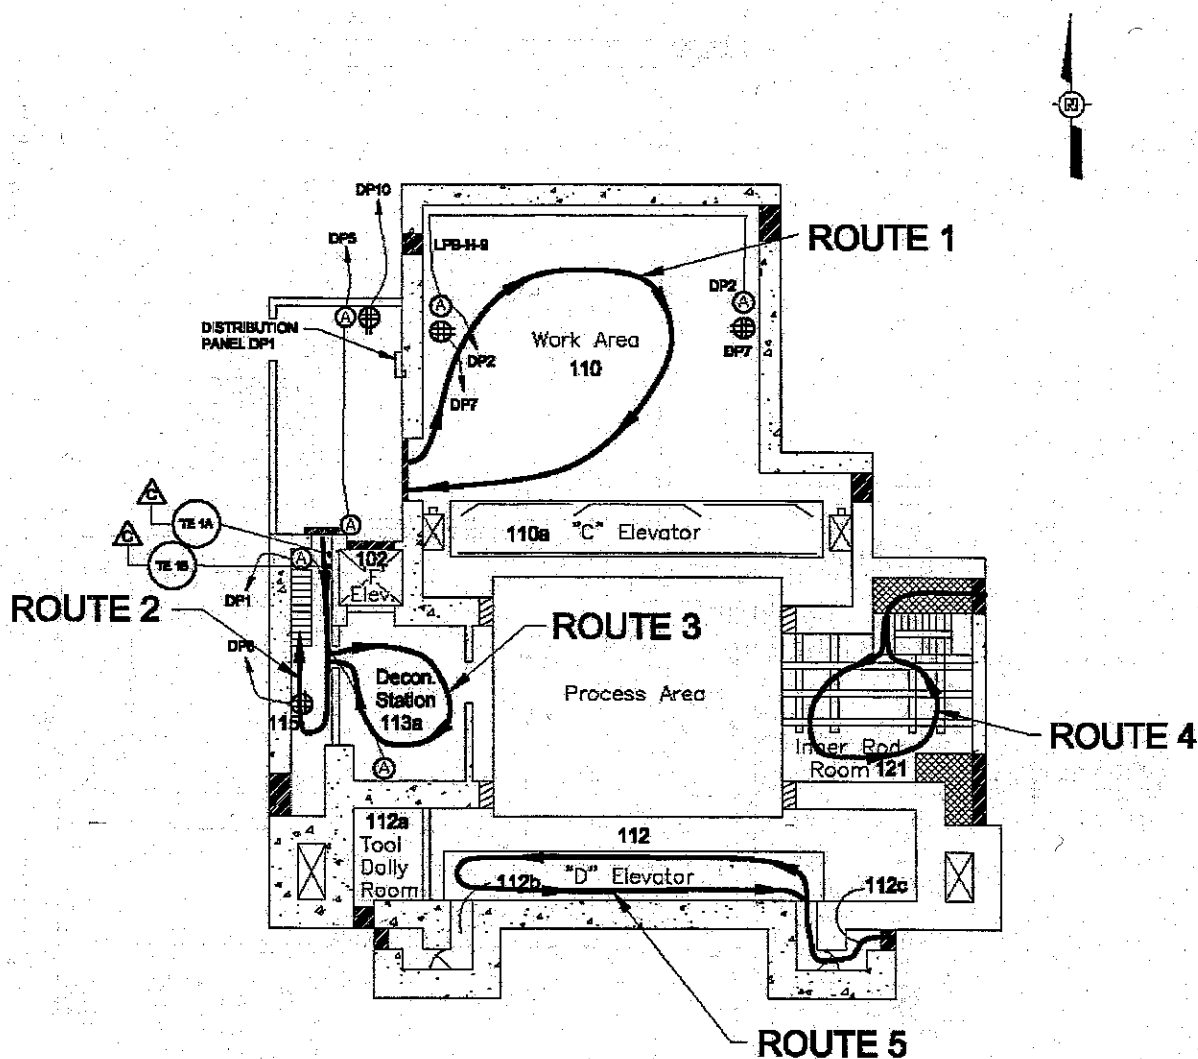 N
DP10
DP5
LPB-H-9
ROUTE 1
A
A
DP2
A
DISTRIBUTION
PANEL DP1
Work Area
110
DP2
DP7
DP7
C
TE 1A
A
C
TE 1B
A
102
F
Elev.
110a "C" Elevator
DP1
ROUTE 2
ROUTE 3
DP6
Decon.
Station
113a
115
Process Area
ROUTE 4
Inner Rod
Room 121
A
112a
Tool
Dolly
Room
112
112b
"D" Elevator
112c
ROUTE 5